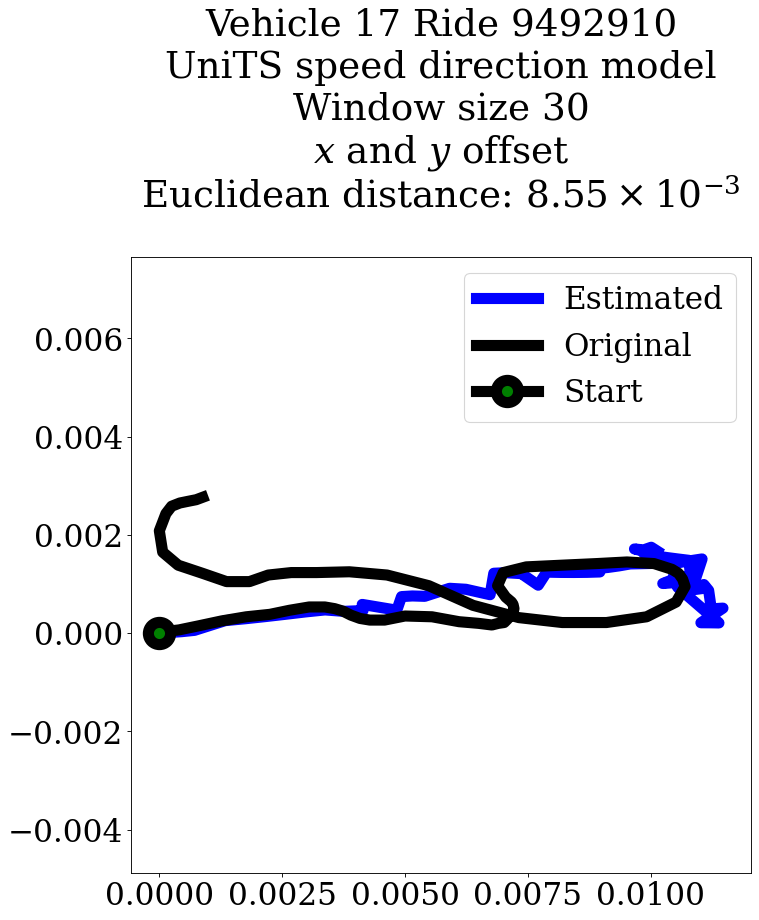 Vehicle 17 Ride 9492910
UniTS speed direction model
Window size 30
x and y offset
Euclidean distance: 8.55 × 10⁻³
Estimated
Original
Start
0.006
0.004
0.002
0.000
−0.002
−0.004
0.0000 0.0025 0.0050 0.0075 0.0100